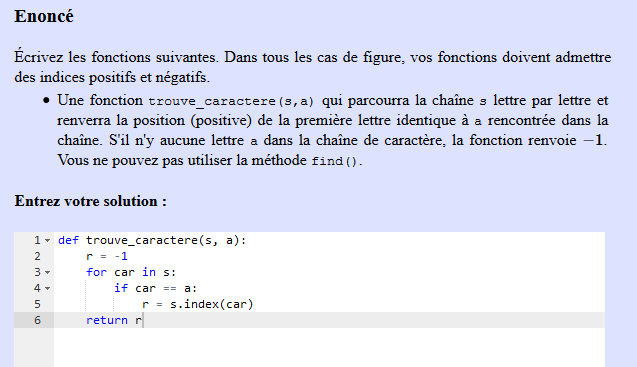 Enoncé
Écrivez les fonctions suivantes. Dans tous les cas de figure, vos fonctions doivent admettre
des indices positifs et négatifs.
• Une fonction trouve_caractere(s,a) qui parcourra la chaîne s lettre par lettre et
renverra la position (positive) de la première lettre identique à a rencontrée dans la
chaîne. S'il n'y aucune lettre a dans la chaîne de caractère, la fonction renvoie −1.
Vous ne pouvez pas utiliser la méthode find().
Entrez votre solution :
1 def trouve_caractere(s, a):
2     r = -1
3     for car in s:
4         if car == a:
5             r = s.index(car)
6     return r